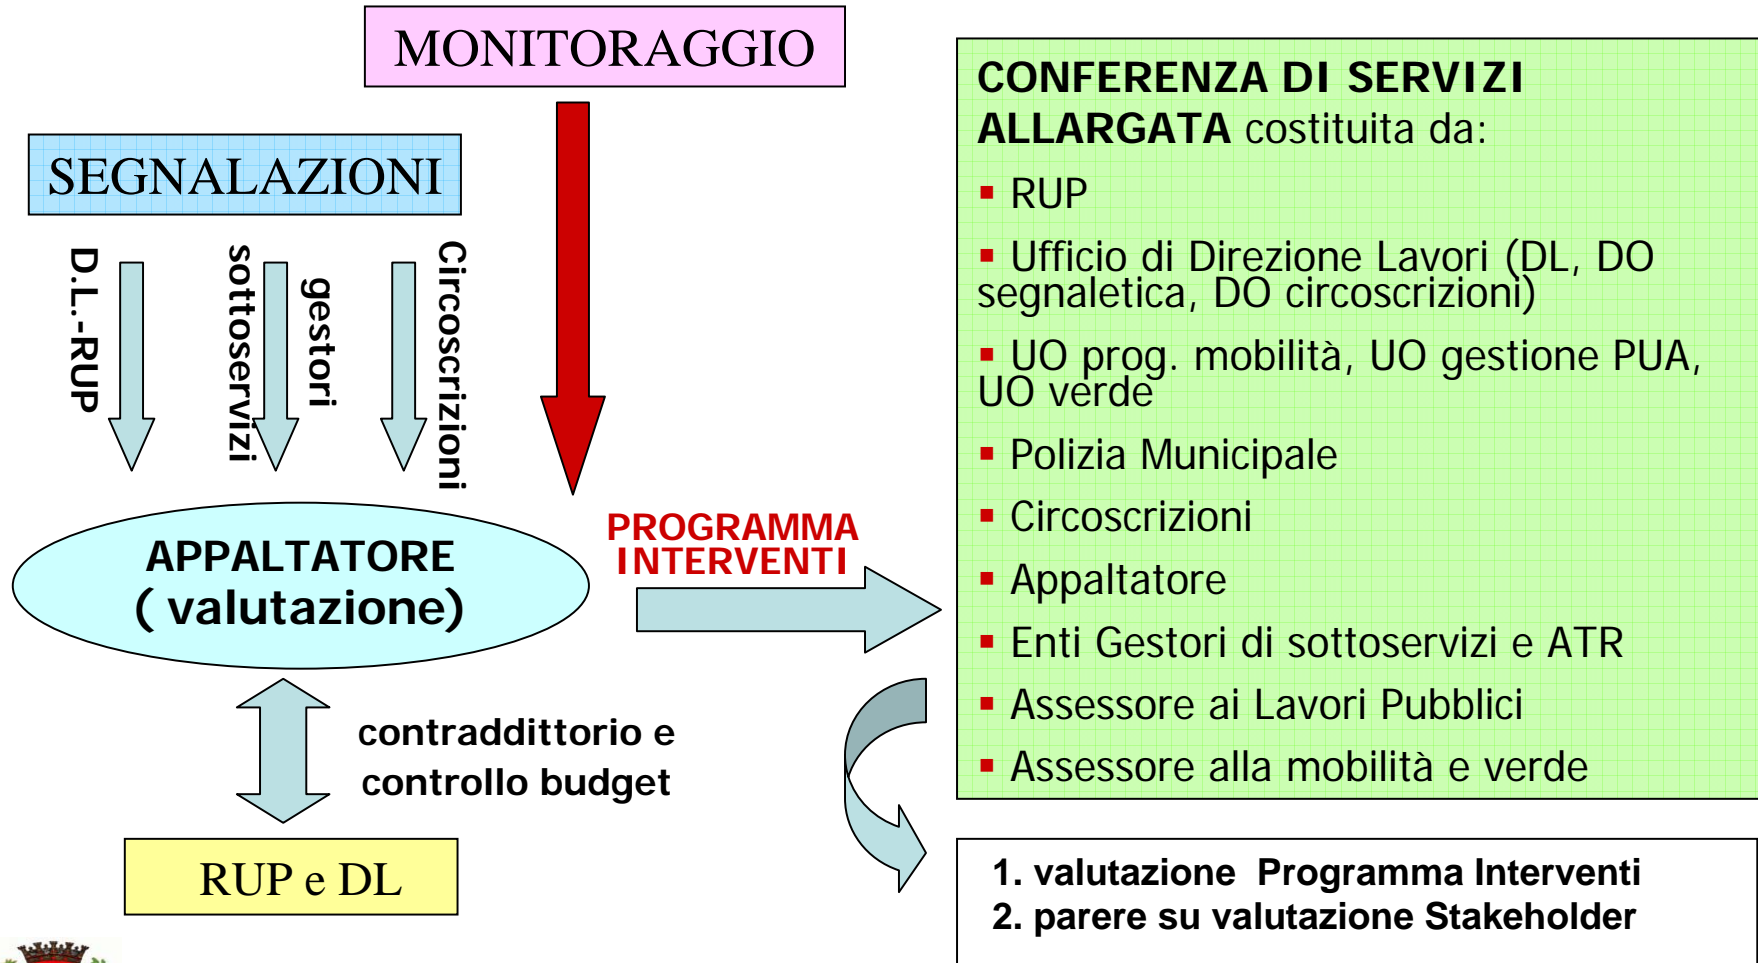 MONITORAGGIO
SEGNALAZIONI
D.L.-RUP
gestori
sottoservizi
Circoscrizioni
APPALTATORE
( valutazione)
PROGRAMMA
INTERVENTI
contraddittorio e
controllo budget
RUP e DL
CONFERENZA DI SERVIZI
ALLARGATA costituita da:
▪ RUP
▪ Ufficio di Direzione Lavori (DL, DO
segnaletica, DO circoscrizioni)
▪ UO prog. mobilità, UO gestione PUA,
UO verde
▪ Polizia Municipale
▪ Circoscrizioni
▪ Appaltatore
▪ Enti Gestori di sottoservizi e ATR
▪ Assessore ai Lavori Pubblici
▪ Assessore alla mobilità e verde
1. valutazione Programma Interventi
2. parere su valutazione Stakeholder